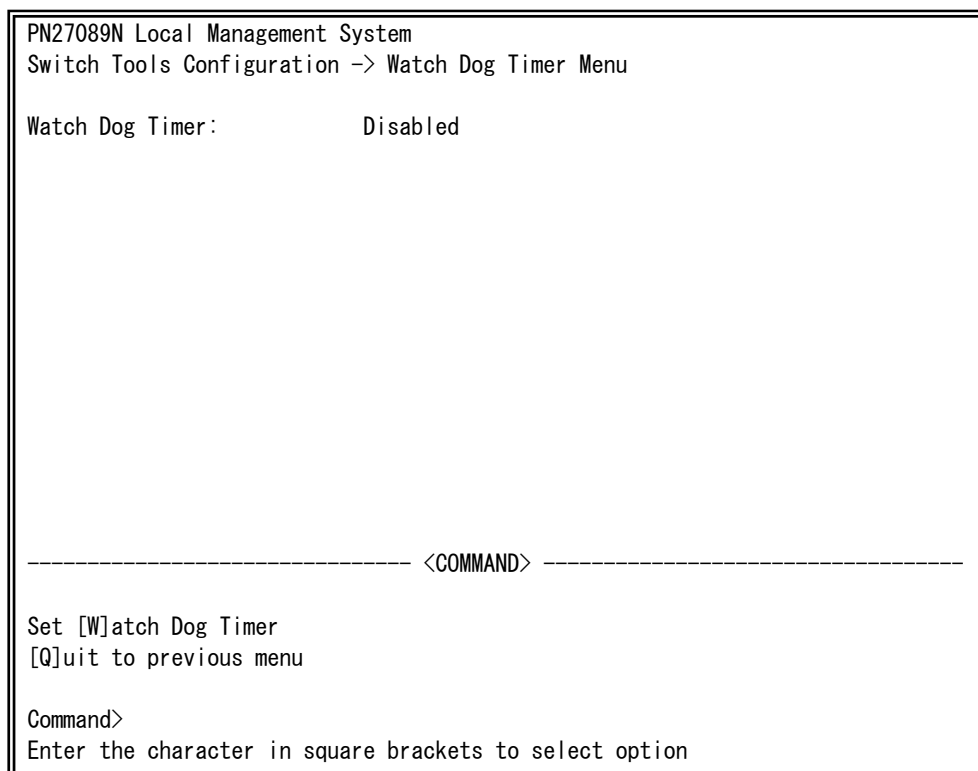 PN27089N Local Management System
Switch Tools Configuration -> Watch Dog Timer Menu
Watch Dog Timer: Disabled
-------------------------------- <COMMAND> -----------------------------------
Set [W]atch Dog Timer
[Q]uit to previous menu
Command>
Enter the character in square brackets to select option